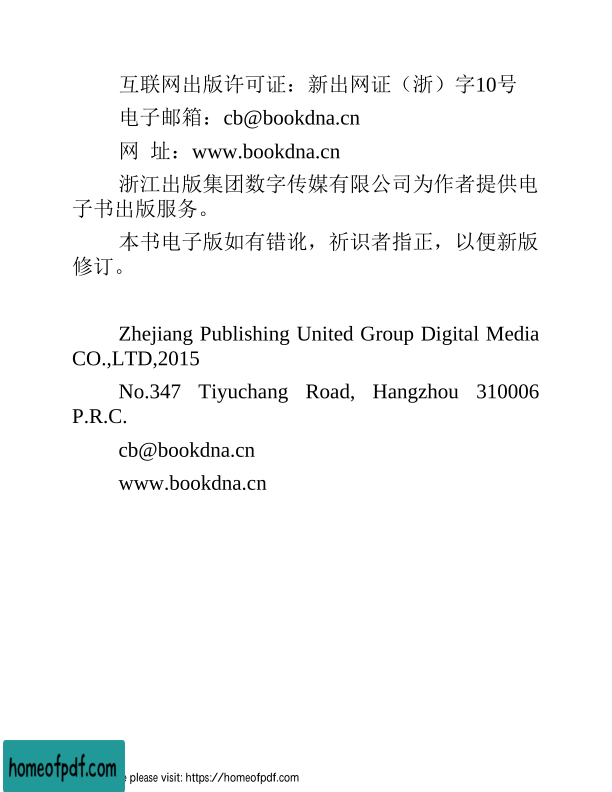 互联网出版许可证：新出网证（浙）字10号
电子邮箱：cb@bookdna.cn
网 址：www.bookdna.cn
浙江出版集团数字传媒有限公司为作者提供电
子书出版服务。
本书电子版如有错讹，祈识者指正，以便新版
修订。
Zhejiang Publishing United Group Digital Media
CO.,LTD,2015
No.347 Tiyuchang Road, Hangzhou 310006
P.R.C.
cb@bookdna.cn
www.bookdna.cn
homeofpdf.com
please visit: https://homeofpdf.com